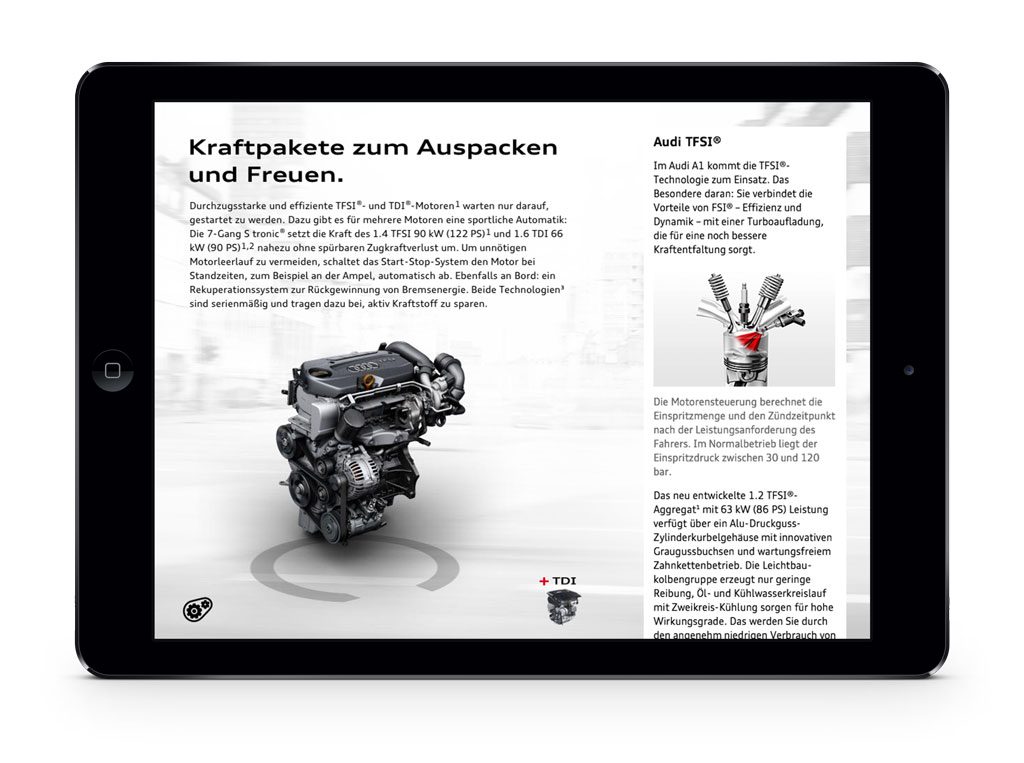 Kraftpakete zum Auspacken
und Freuen.
Durchzugsstarke und effiziente TFSI®- und TDI®-Motoren¹ warten nur darauf,
gestartet zu werden. Dazu gibt es für mehrere Motoren eine sportliche Automatik:
Die 7-Gang S tronic® setzt die Kraft des 1.4 TFSI 90 kW (122 PS)¹ und 1.6 TDI 66
kW (90 PS)¹,² nahezu ohne spürbaren Zugkraftverlust um. Um unnötigen
Motorleerlauf zu vermeiden, schaltet das Start-Stop-System den Motor bei
Standzeiten, zum Beispiel an der Ampel, automatisch ab. Ebenfalls an Bord: ein
Rekuperationssystem zur Rückgewinnung von Bremsenergie. Beide Technologien³
sind serienmäßig und tragen dazu bei, aktiv Kraftstoff zu sparen.
+ TDI
Audi TFSI®
Im Audi A1 kommt die TFSI®-
Technologie zum Einsatz. Das
Besondere daran: Sie verbindet die
Vorteile von FSI® – Effizienz und
Dynamik – mit einer Turboaufladung,
die für eine noch bessere
Kraftentfaltung sorgt.
Die Motorensteuerung berechnet die
Einspritzmenge und den Zündzeitpunkt
nach der Leistungsanforderung des
Fahrers. Im Normalbetrieb liegt der
Einspritzdruck zwischen 30 und 120
bar.
Das neu entwickelte 1.2 TFSI®-
Aggregat¹ mit 63 kW (86 PS) Leistung
verfügt über ein Alu-Druckguss-
Zylinderkurbelgehäuse mit innovativen
Graugussbuchsen und wartungsfreiem
Zahnkettenbetrieb. Die Leichtbau-
kolbengruppe erzeugt nur geringe
Reibung, Öl- und Kühlwasserkreislauf
mit Zweikreis-Kühlung sorgen für hohe
Wirkungsgrade. Das werden Sie durch
den angenehm niedrigen Verbrauch von